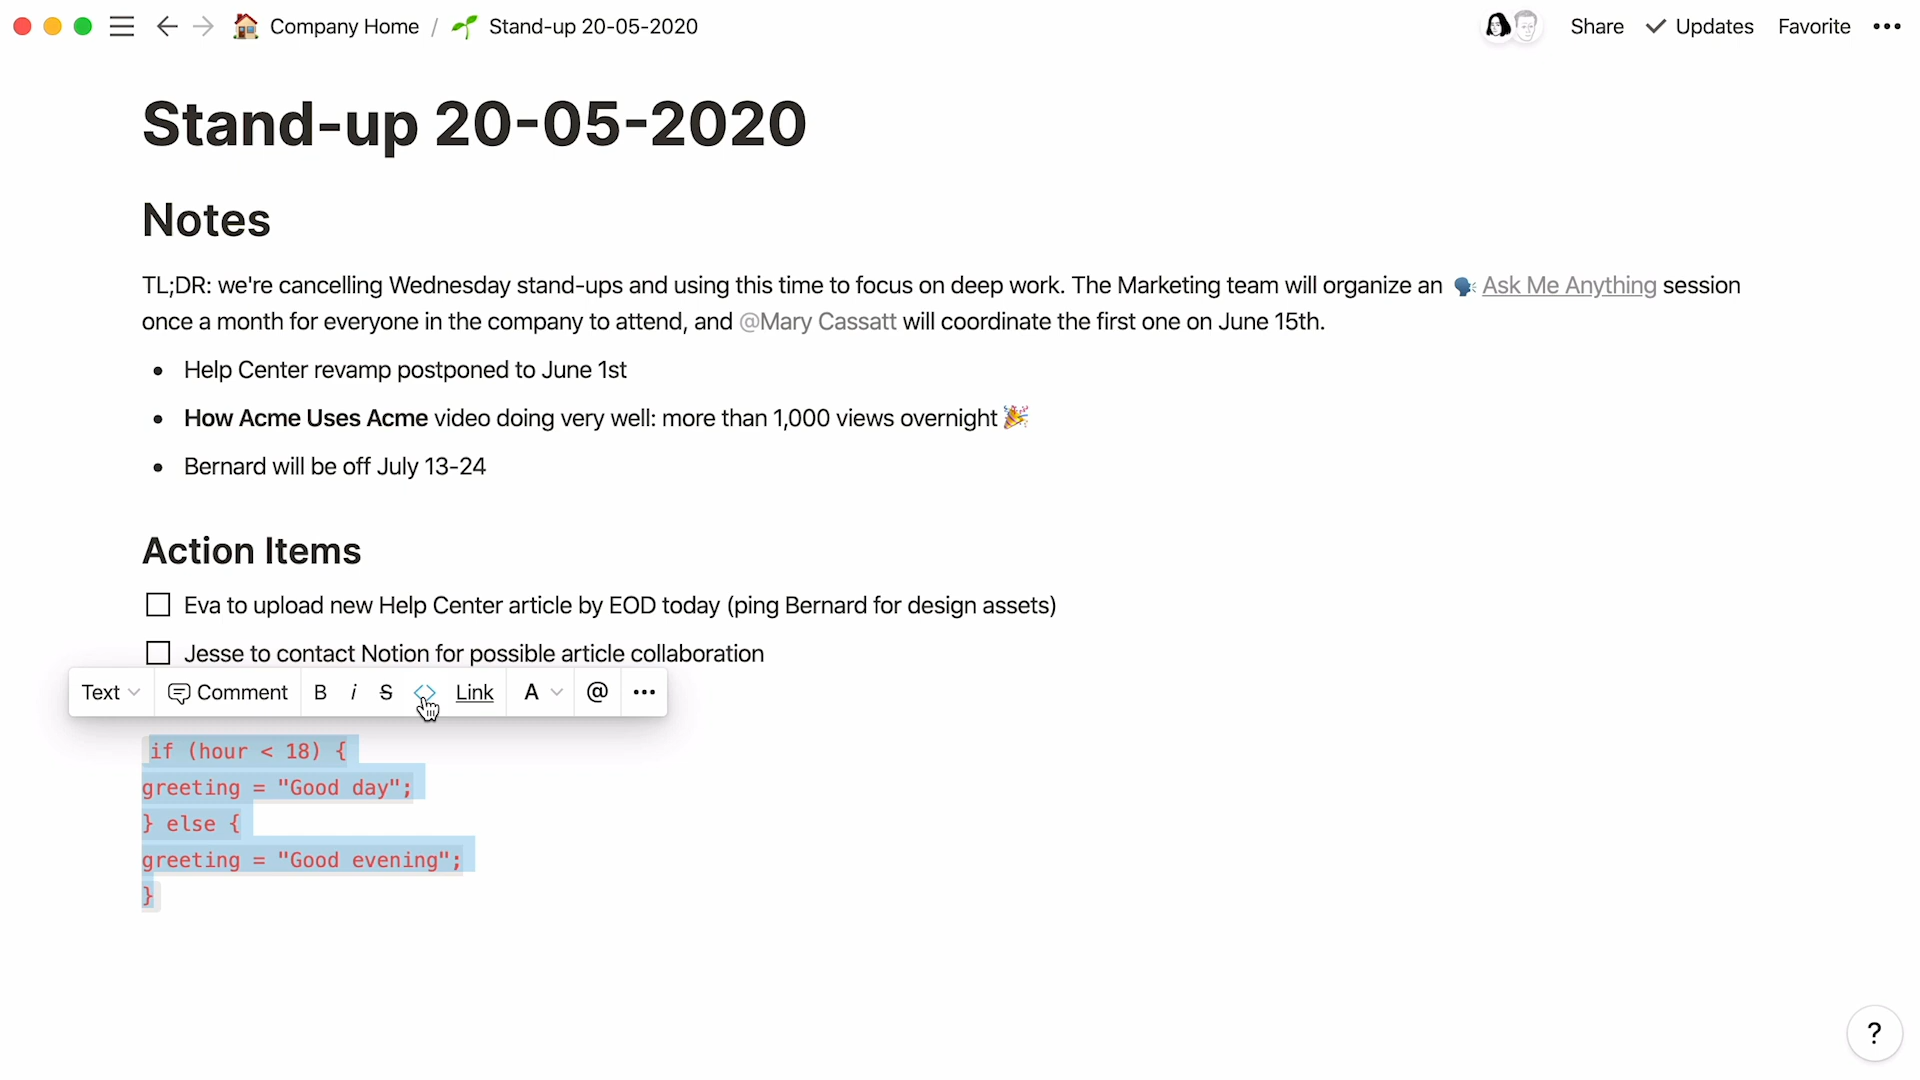 Company Home / Stand-up 20-05-2020
Share Updates Favorite
Stand-up 20-05-2020
Notes
TL;DR: we're cancelling Wednesday stand-ups and using this time to focus on deep work. The Marketing team will organize an Ask Me Anything session
once a month for everyone in the company to attend, and @Mary Cassatt will coordinate the first one on June 15th.
Help Center revamp postponed to June 1st
How Acme Uses Acme video doing very well: more than 1,000 views overnight 🎉
Bernard will be off July 13-24
Action Items
Eva to upload new Help Center article by EOD today (ping Bernard for design assets)
Jesse to contact Notion for possible article collaboration
Text Comment B i S <> Link A @ •••
if (hour < 18) {
greeting = "Good day";
} else {
greeting = "Good evening";
}
?